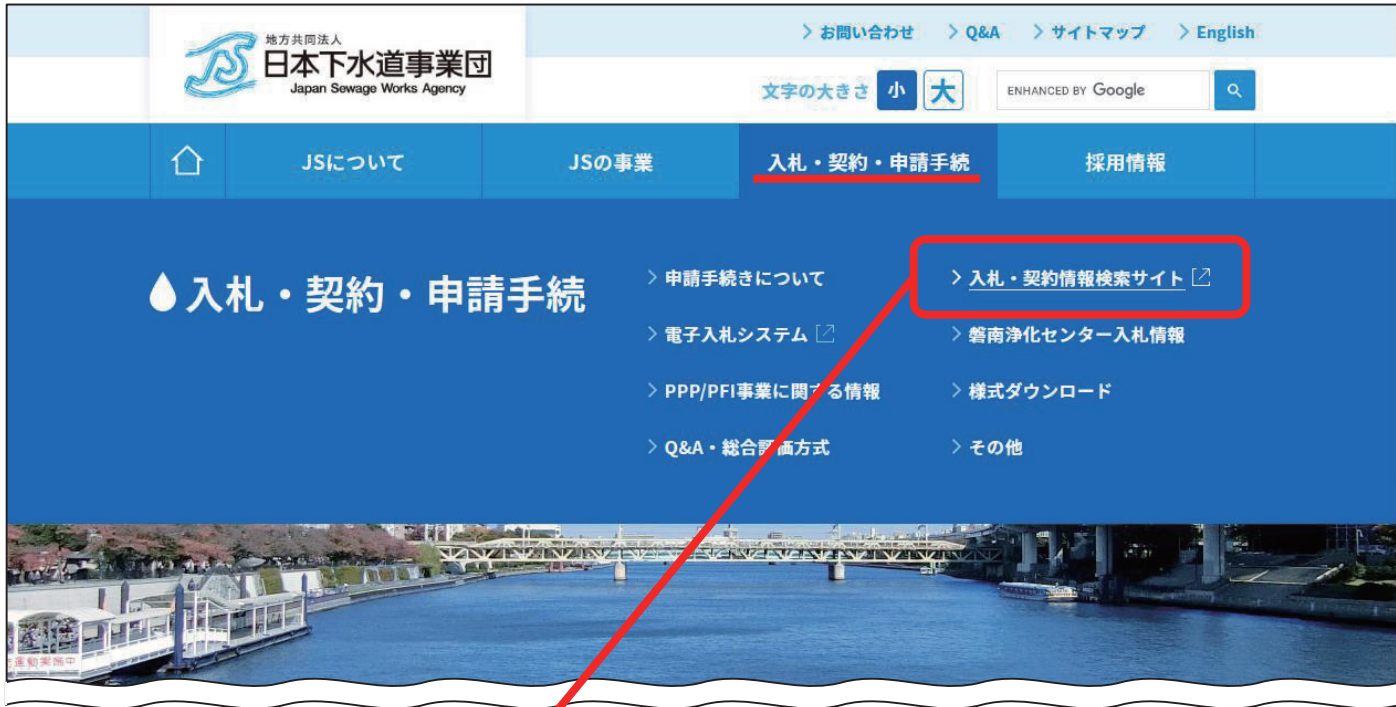 地方共同法人
日本下水道事業団
Japan Sewage Works Agency
お問い合わせ Q&A サイトマップ English
文字の大きさ 小 大 ENHANCED BY Google
JSについて JSの事業 入札・契約・申請手続 採用情報
入札・契約・申請手続
申請手続きについて 入札・契約情報検索サイト
電子入札システム 磐南浄化センター入札情報
PPP/PFI事業に関する情報 様式ダウンロード
Q&A・総合評価方式 その他
運動実施中